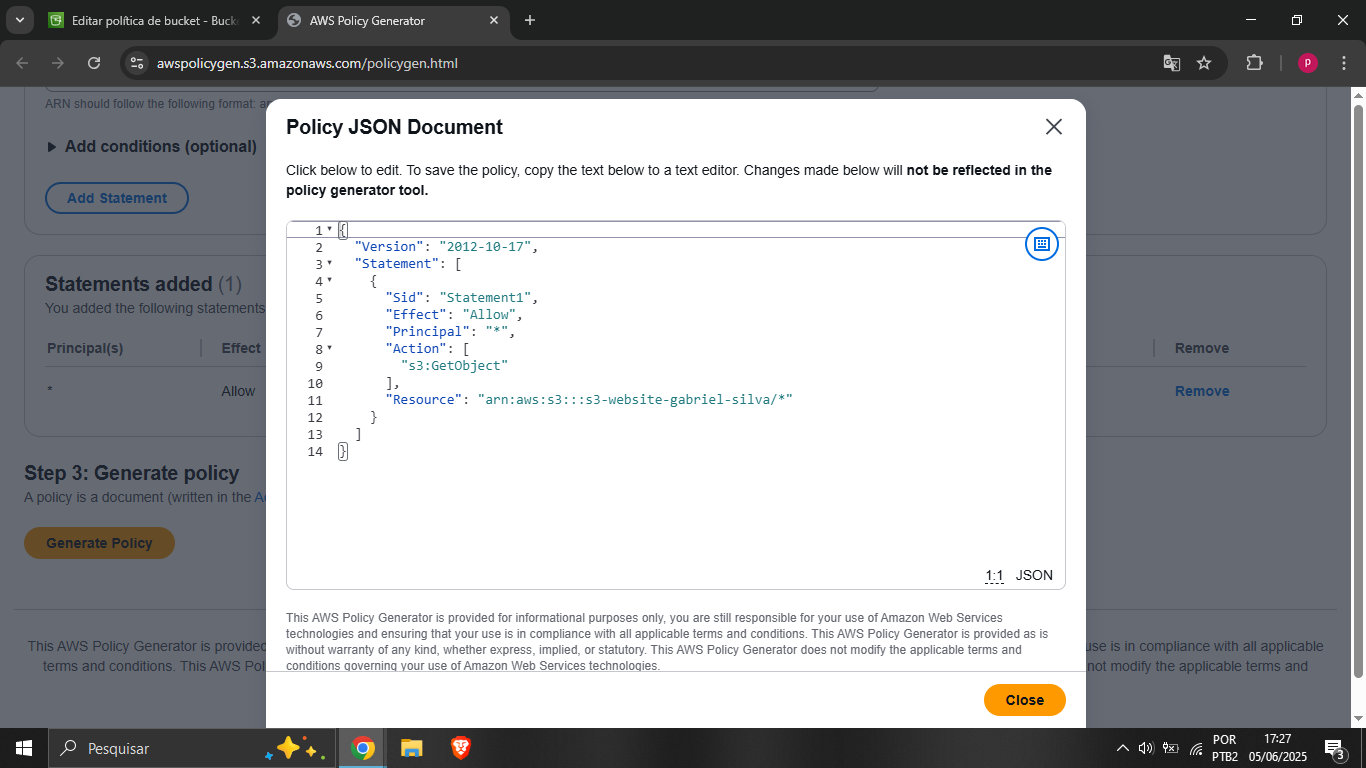 Editar política de bucket - Buck
AWS Policy Generator
awspolicygen.s3.amazonaws.com/policygen.html
p
ARN should follow the following format:
Add conditions (optional)
Add Statement
Statements added (1)
You added the following statements
Principal(s)
Effect
Remove
*
Allow
Remove
Step 3: Generate policy
A policy is a document (written in the
Generate Policy
Policy JSON Document
Click below to edit. To save the policy, copy the text below to a text editor. Changes made below will not be reflected in the
policy generator tool.
1 {
2 "Version": "2012-10-17",
3 "Statement": [
4 {
5 "Sid": "Statement1",
6 "Effect": "Allow",
7 "Principal": "*",
8 "Action": [
9 "s3:GetObject"
10 ],
11 "Resource": "arn:aws:s3:::s3-website-gabriel-silva/*"
12 }
13 ]
14 }
1:1 JSON
This AWS Policy Generator is provided for informational purposes only, you are still responsible for your use of Amazon Web Services
technologies and ensuring that your use is in compliance with all applicable terms and conditions. This AWS Policy Generator is provided as is
without warranty of any kind, whether express, implied, or statutory. This AWS Policy Generator does not modify the applicable terms and
conditions governing your use of Amazon Web Services technologies.
Close
This AWS Policy Generator is provided
use is in compliance with all applicable
terms and conditions. This AWS Pol
not modify the applicable terms and
Pesquisar
POR
PTB2
17:27
05/06/2025
3